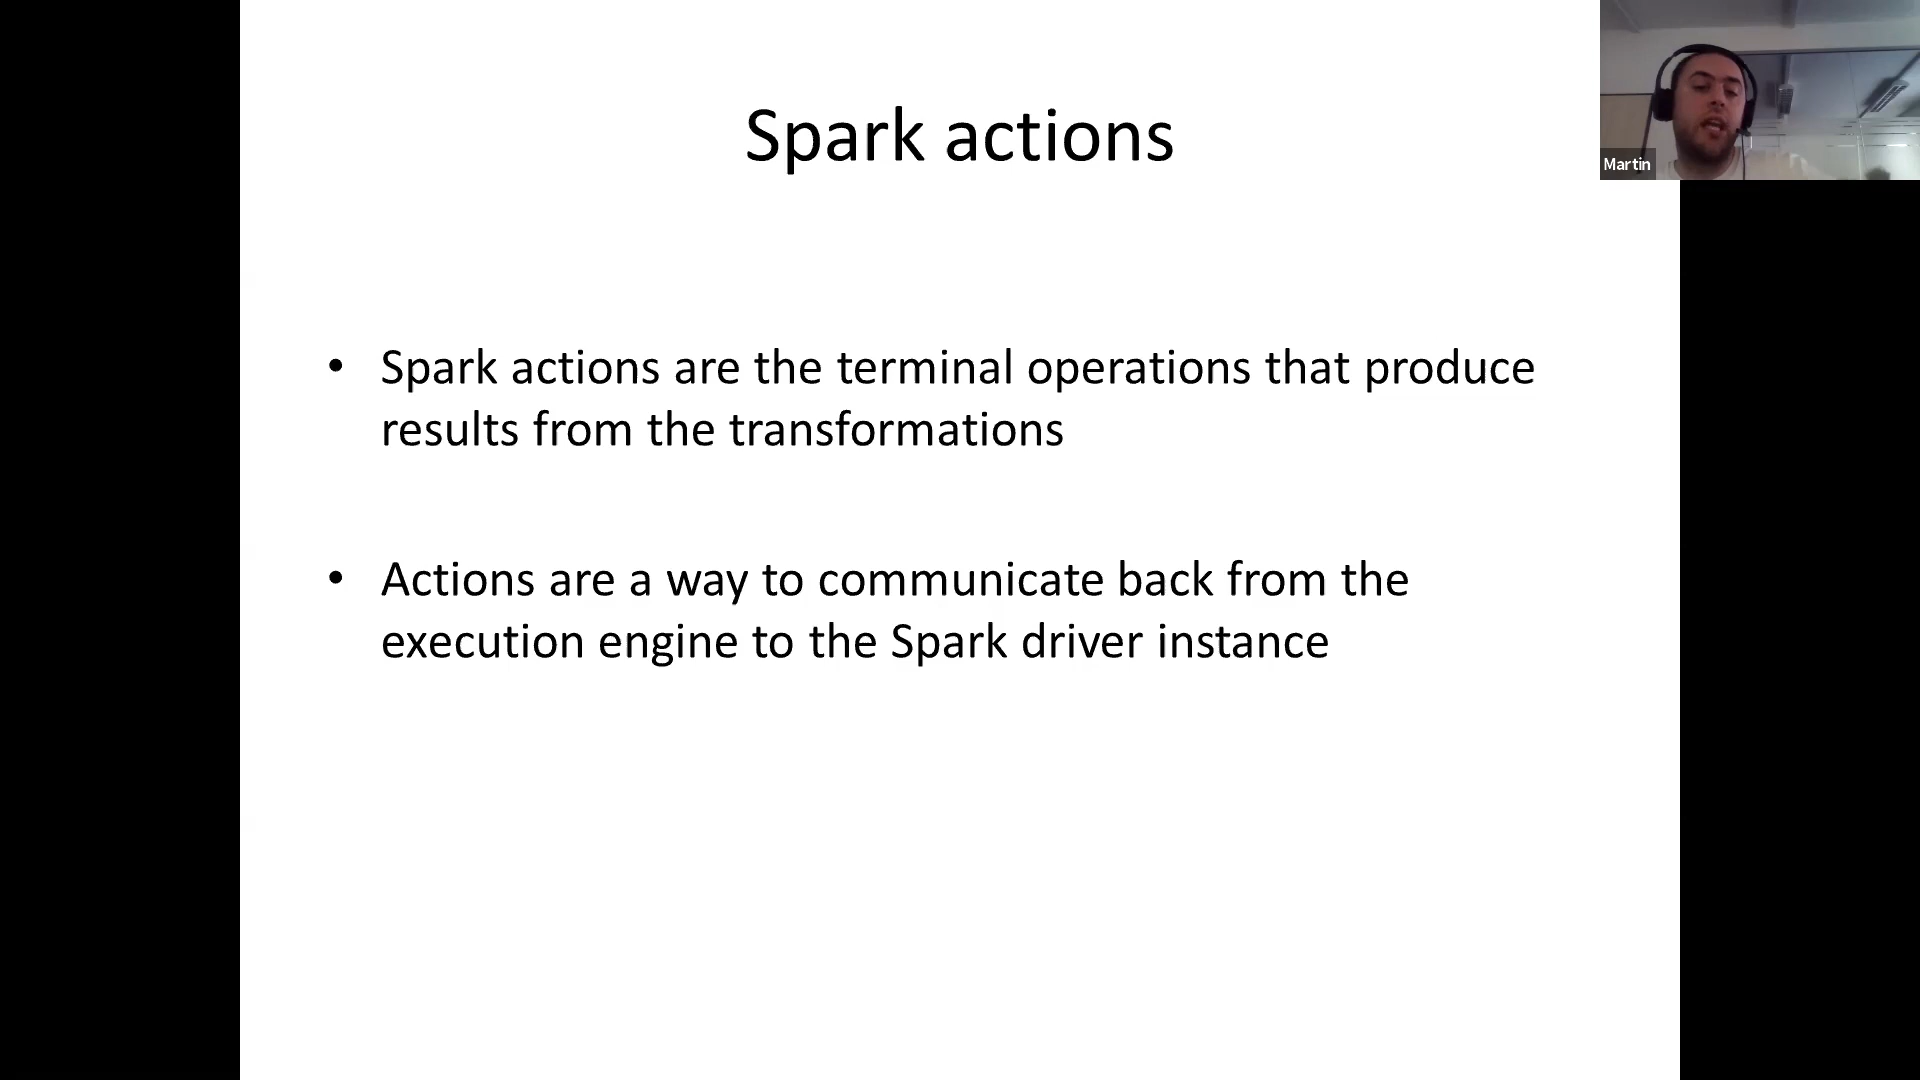 Spark actions
Martin
• Spark actions are the terminal operations that produce
results from the transformations
• Actions are a way to communicate back from the
execution engine to the Spark driver instance